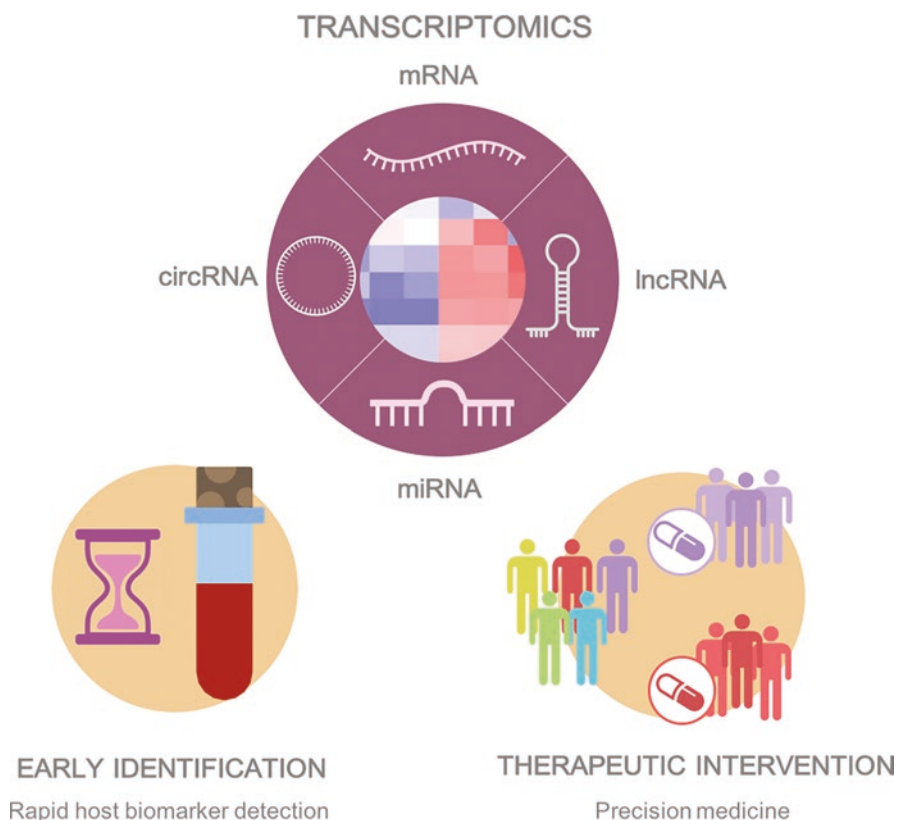 TRANSCRIPTOMICS
mRNA
circRNA
lncRNA
miRNA
EARLY IDENTIFICATION
Rapid host biomarker detection
THERAPEUTIC INTERVENTION
Precision medicine